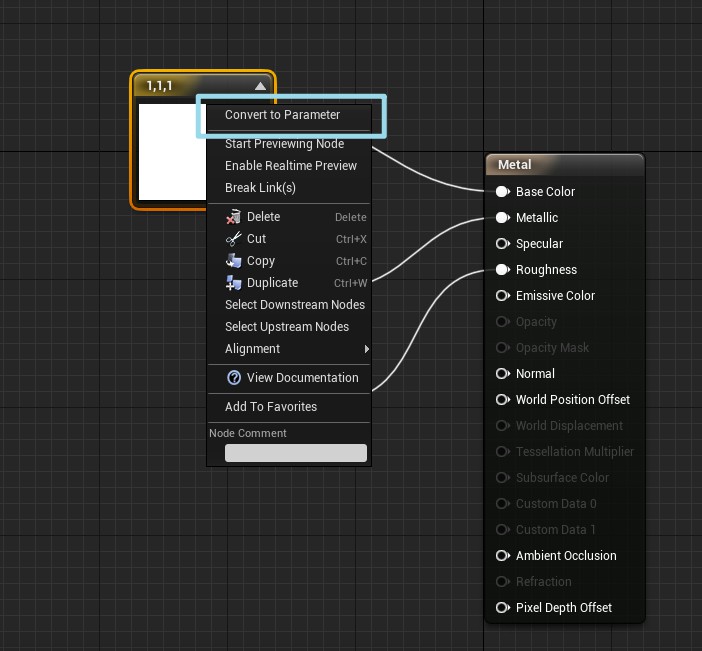 1,1,1
Convert to Parameter
Start Previewing Node
Enable Realtime Preview
Break Link(s)
Delete Delete
Cut Ctrl+X
Copy Ctrl+C
Duplicate Ctrl+W
Select Downstream Nodes
Select Upstream Nodes
Alignment
View Documentation
Add To Favorites
Node Comment
Metal
Base Color
Metallic
Specular
Roughness
Emissive Color
Opacity
Opacity Mask
Normal
World Position Offset
World Displacement
Tessellation Multiplier
Subsurface Color
Custom Data 0
Custom Data 1
Ambient Occlusion
Refraction
Pixel Depth Offset